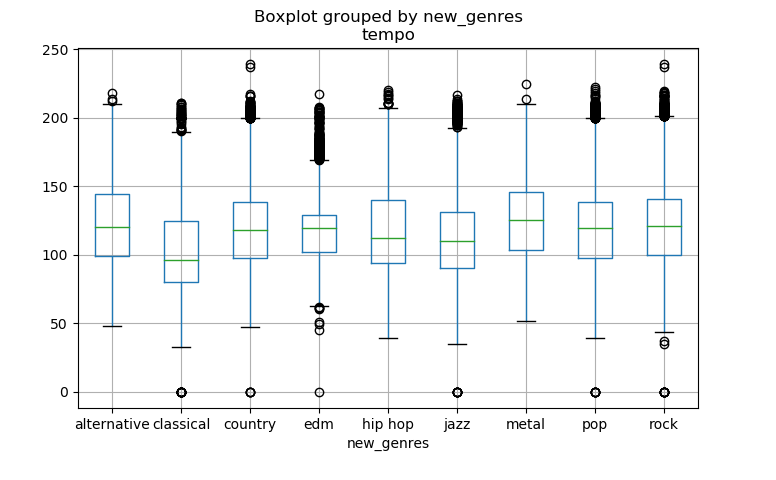 Boxplot grouped by new_genres
tempo
250
200
150
100
50
0
alternative classical country edm hip hop jazz metal pop rock
new_genres